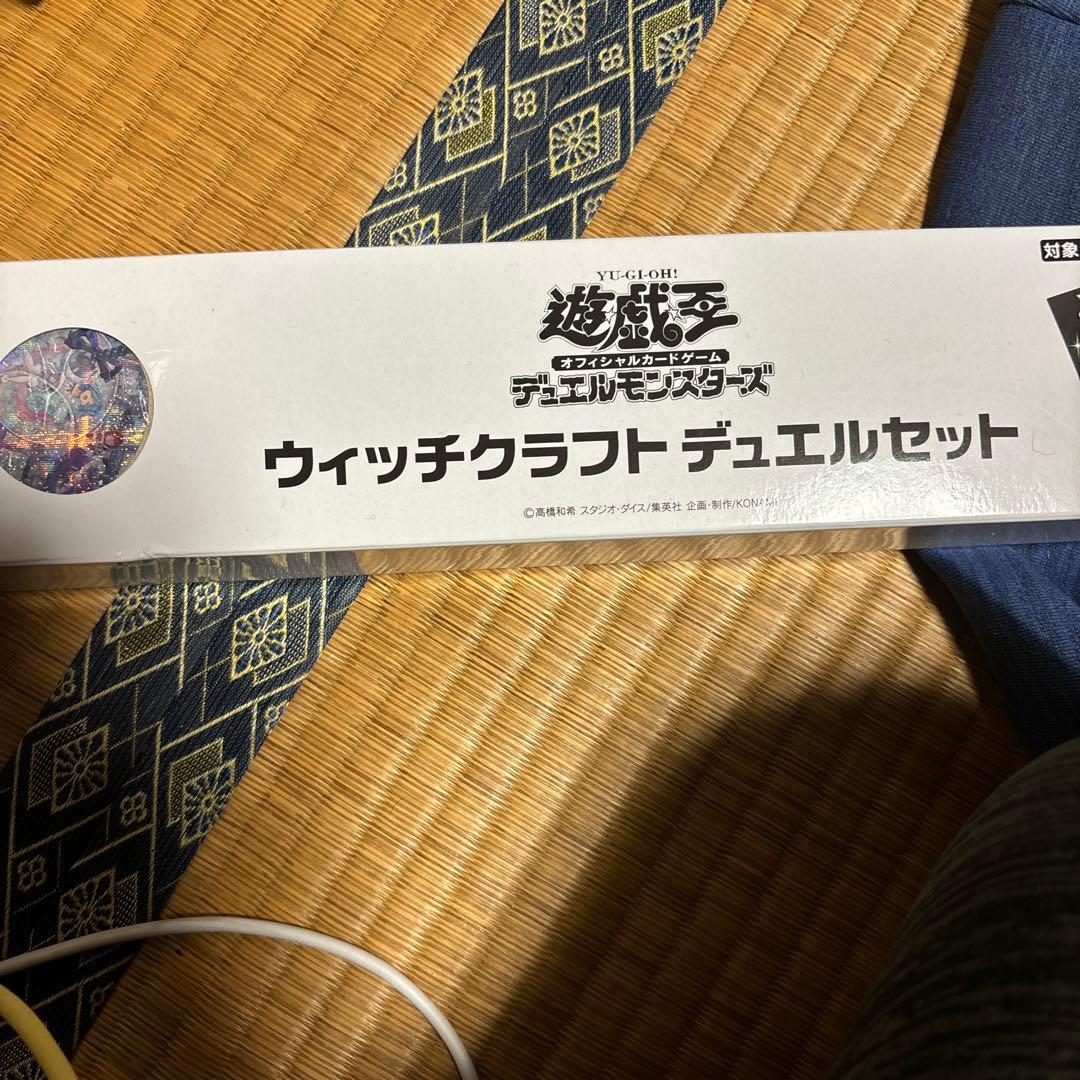 対象
YU-GI-OH!
遊☆戯☆王
オフィシャルカードゲーム
デュエルモンスターズ
ウィッチクラフト デュエルセット
©高橋和希 スタジオ・ダイス/集英社 企画・制作/KONAMI